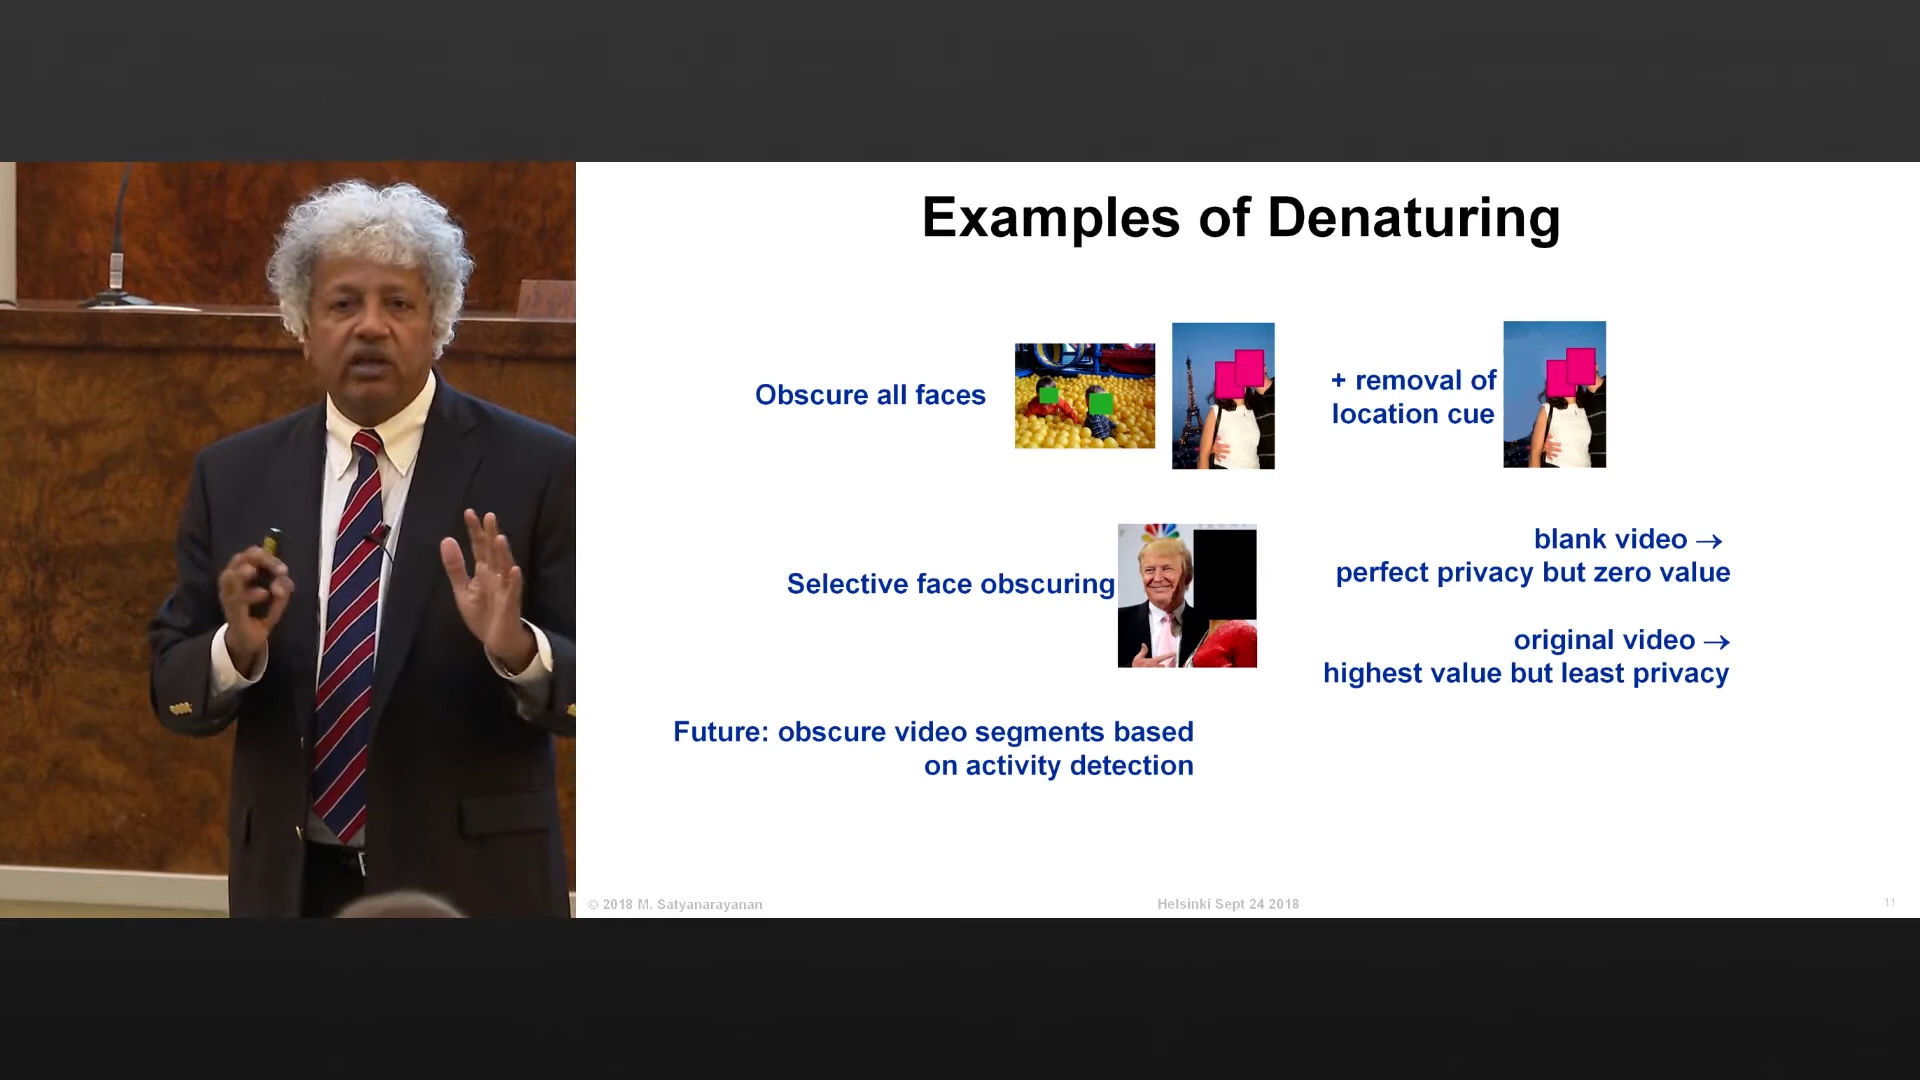 Examples of Denaturing
Obscure all faces
+ removal of
location cue
Selective face obscuring
blank video →
perfect privacy but zero value
original video →
highest value but least privacy
Future: obscure video segments based
on activity detection
© 2018 M. Satyanarayanan
Helsinki Sept 24 2018
11